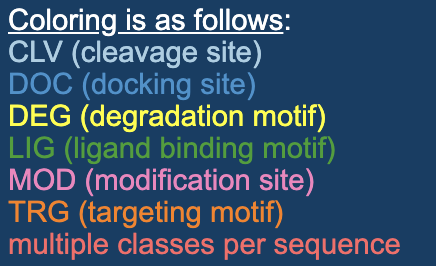 Coloring is as follows:
CLV (cleavage site)
DOC (docking site)
DEG (degradation motif)
LIG (ligand binding motif)
MOD (modification site)
TRG (targeting motif)
multiple classes per sequence